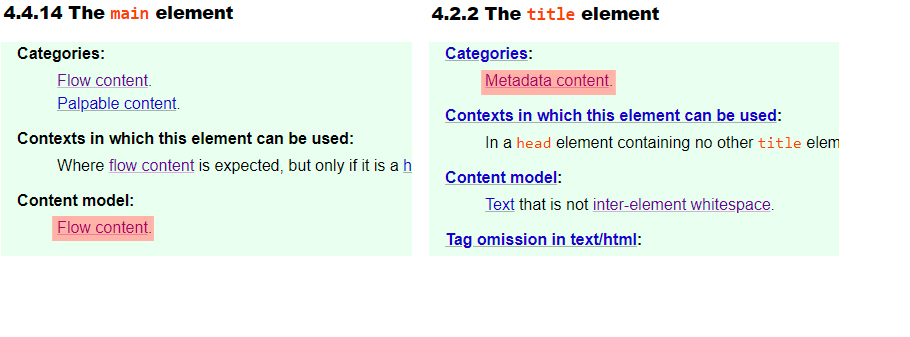 4.4.14 The main element
Categories:
Flow content.
Palpable content.
Contexts in which this element can be used:
Where flow content is expected, but only if it is a h
Content model:
Flow content.
4.2.2 The title element
Categories:
Metadata content.
Contexts in which this element can be used:
In a head element containing no other title elem
Content model:
Text that is not inter-element whitespace.
Tag omission in text/html: